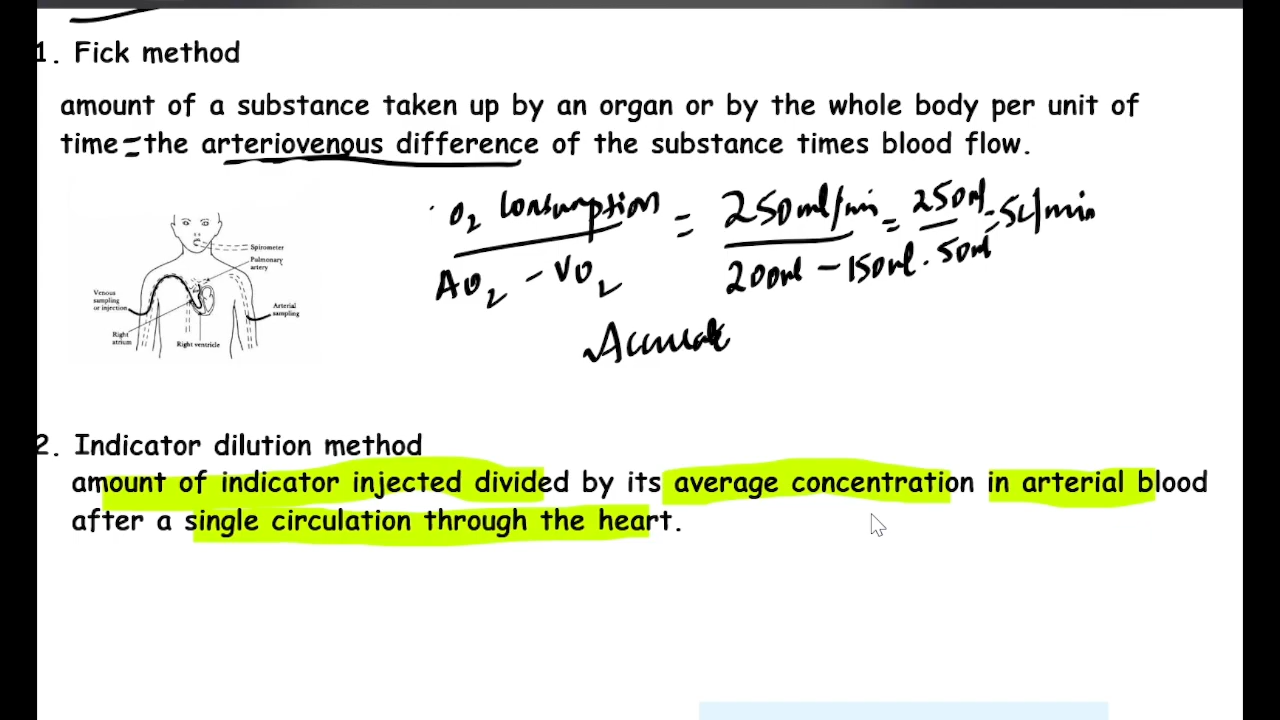 1. Fick method
amount of a substance taken up by an organ or by the whole body per unit of
time = the arteriovenous difference of the substance times blood flow.
O2 Consumption = 250ml/min = 250ml = 5L/min
AO2 - VO2 200ml - 150ml . 50ml
Accurate
Spirometer
Pulmonary
artery
Venous
sampling
or injection
Arterial
sampling
Right
atrium
Right ventricle
2. Indicator dilution method
amount of indicator injected divided by its average concentration in arterial blood
after a single circulation through the heart.